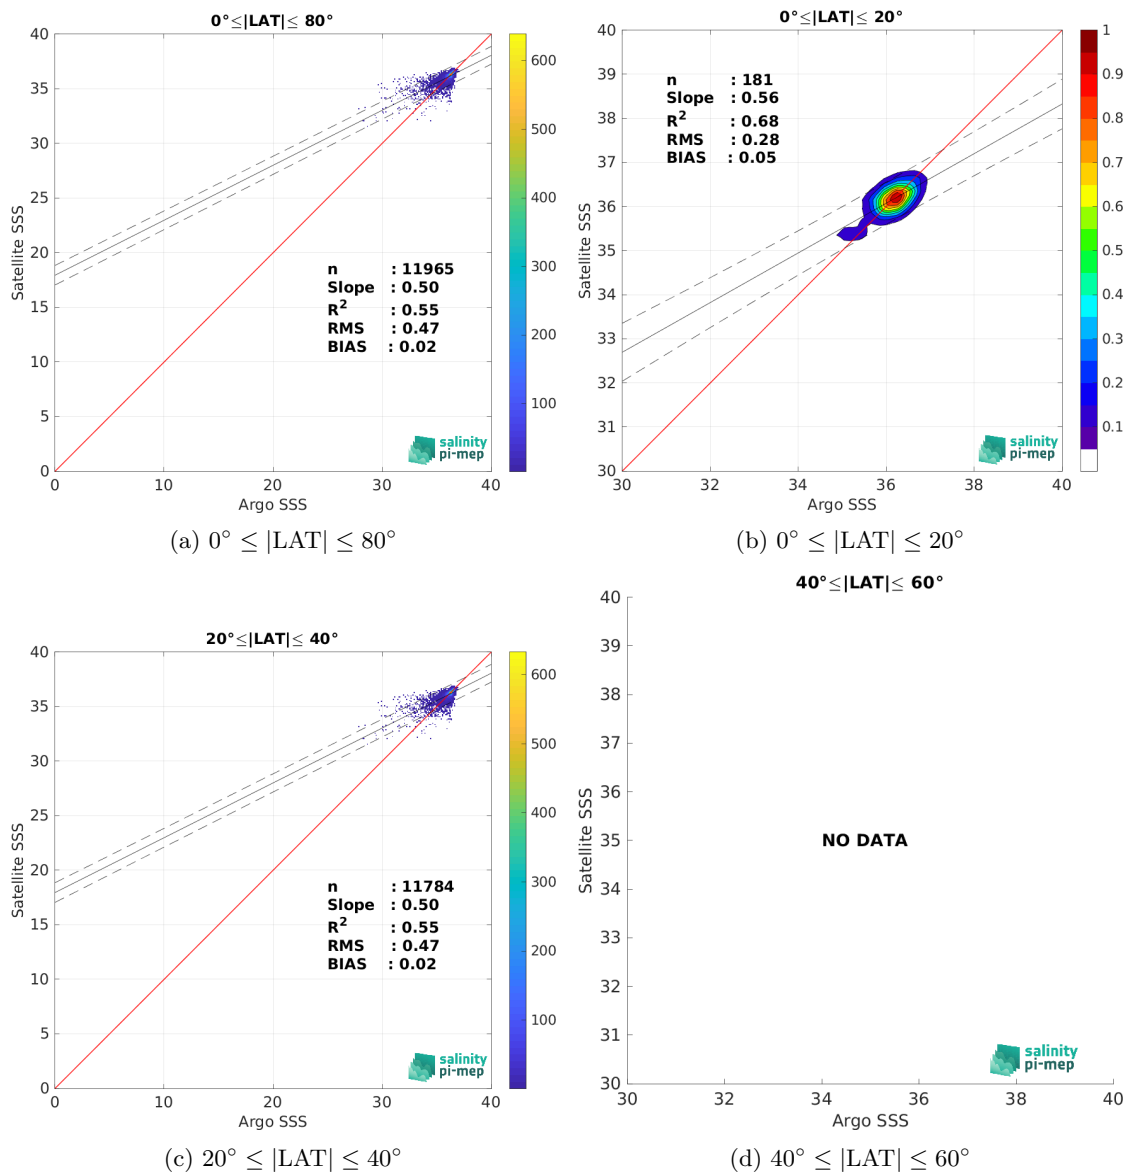 0°≤|LAT|≤ 80°
40
35
30
25
20
15
10
5
0
Satellite SSS
n : 11965
Slope : 0.50
R² : 0.55
RMS : 0.47
BIAS : 0.02
salinity
pi-mep
0 10 20 30 40
Argo SSS
600
500
400
300
200
100
(a) 0° ≤ |LAT| ≤ 80°
0°≤|LAT|≤ 20°
40
39
38
37
36
35
34
33
32
31
30
Satellite SSS
n : 181
Slope : 0.56
R² : 0.68
RMS : 0.28
BIAS : 0.05
salinity
pi-mep
30 32 34 36 38 40
Argo SSS
1
0.9
0.8
0.7
0.6
0.5
0.4
0.3
0.2
0.1
(b) 0° ≤ |LAT| ≤ 20°
20°≤|LAT|≤ 40°
40
35
30
25
20
15
10
5
0
Satellite SSS
n : 11784
Slope : 0.50
R² : 0.55
RMS : 0.47
BIAS : 0.02
salinity
pi-mep
0 10 20 30 40
Argo SSS
600
500
400
300
200
100
(c) 20° ≤ |LAT| ≤ 40°
40°≤|LAT|≤ 60°
40
39
38
37
36
35
34
33
32
31
30
Satellite SSS
NO DATA
salinity
pi-mep
30 32 34 36 38 40
Argo SSS
(d) 40° ≤ |LAT| ≤ 60°